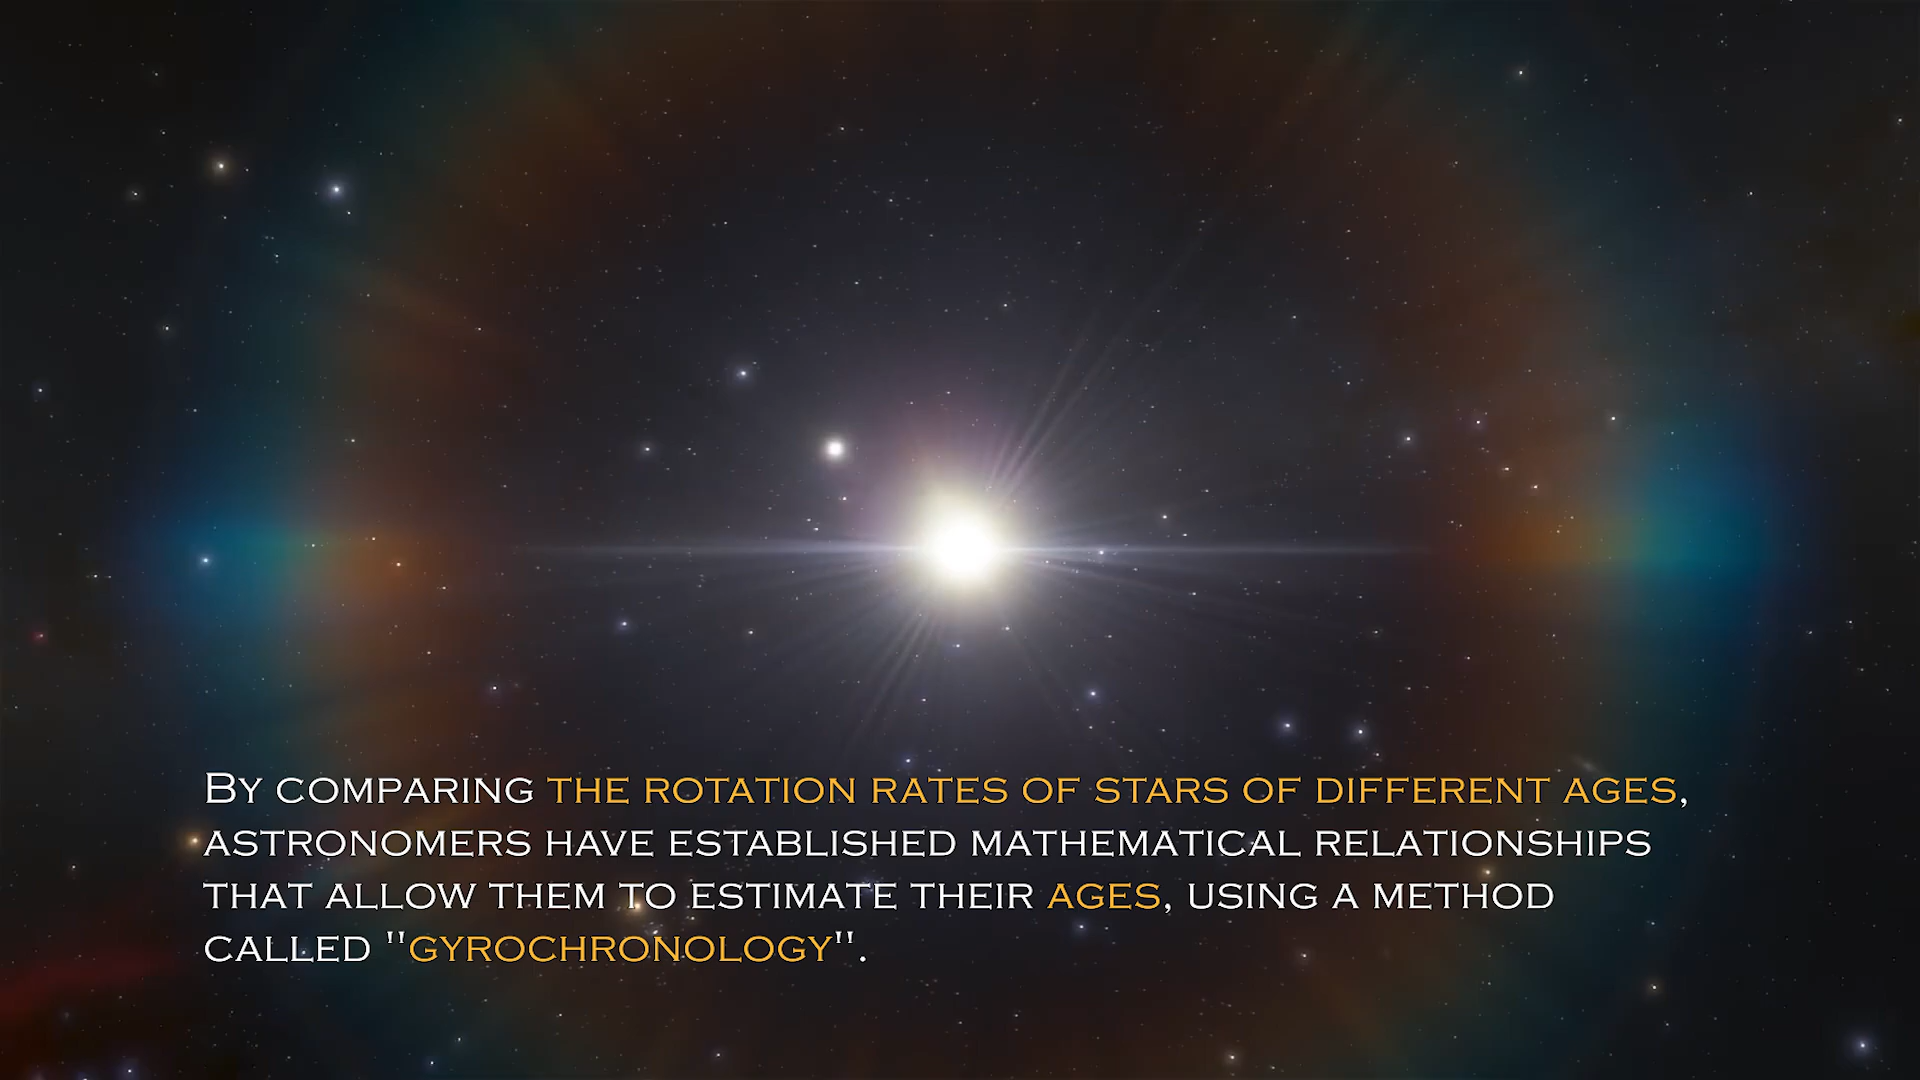 By comparing the rotation rates of stars of different ages,
astronomers have established mathematical relationships
that allow them to estimate their ages, using a method
called "gyrochronology".